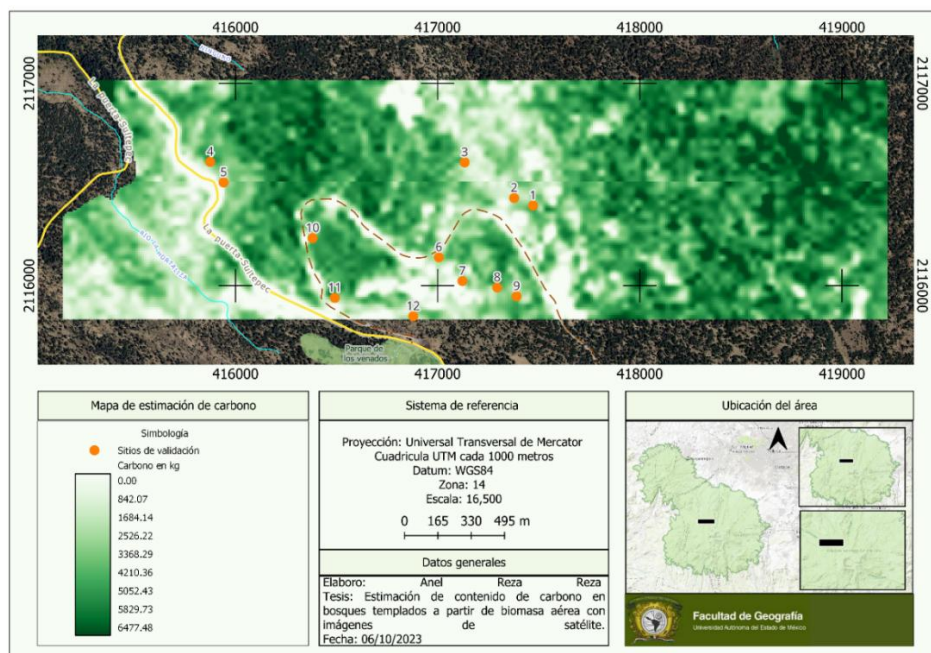 416000 417000 418000 419000
2117000 2117000
La puerta-Sultepec
4
5
3
2
1
10
6
La puerta-Sultepec
7
8
9
11
12
2116000 2116000
Parque de
los venados
416000 417000 418000 419000
Mapa de estimación de carbono
Simbología
Sitios de validación
Carbono en kg
0.00
842.07
1684.14
2526.22
3368.29
4210.36
5052.43
5829.73
6477.48
Sistema de referencia
Proyección: Universal Transversal de Mercator
Cuadricula UTM cada 1000 metros
Datum: WGS84
Zona: 14
Escala: 16,500
0 165 330 495 m
Datos generales
Elaboro: Anel Reza Reza
Tesis: Estimación de contenido de carbono en
bosques templados a partir de biomasa aérea con
imágenes de satélite.
Fecha: 06/10/2023
Ubicación del área
Facultad de Geografía
Universidad Autónoma del Estado de México